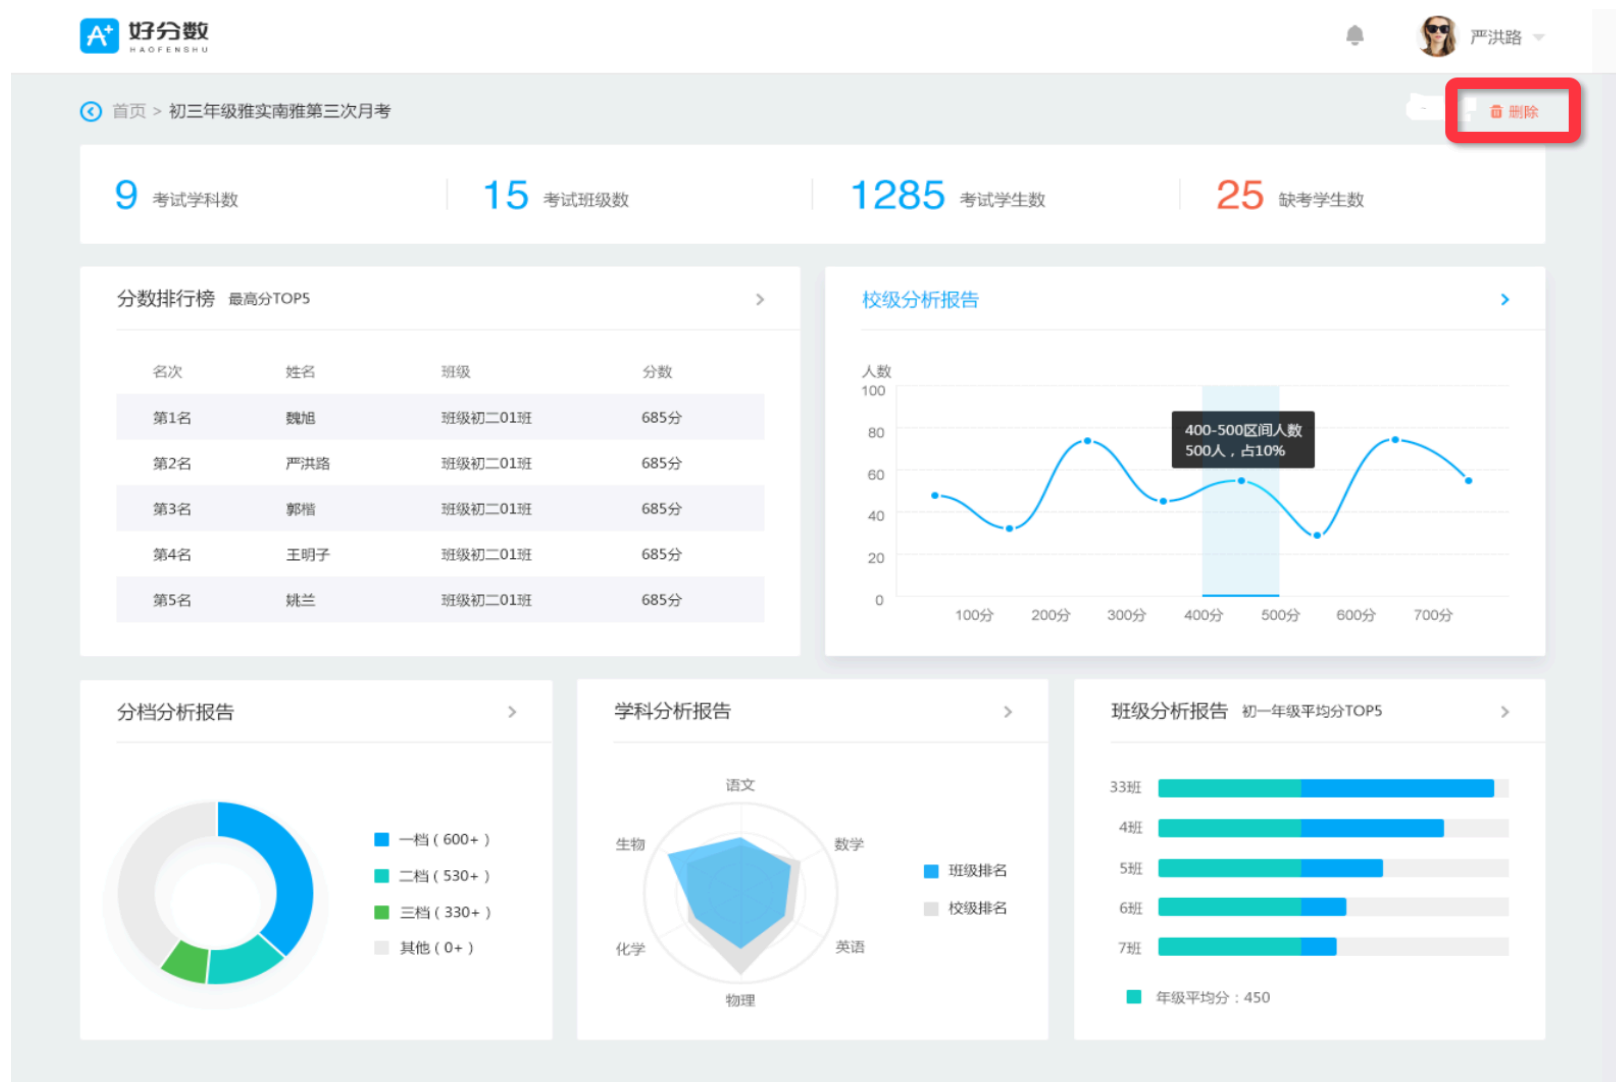 A+ 好分数
HAOFENSHU
严洪路
首页 > 初三年级雅实南雅第三次月考
删除
9 考试学科数
15 考试班级数
1285 考试学生数
25 缺考学生数
分数排行榜 最高分TOP5
名次 姓名 班级 分数
第1名 魏旭 班级初二01班 685分
第2名 严洪路 班级初二01班 685分
第3名 郭楷 班级初二01班 685分
第4名 王明子 班级初二01班 685分
第5名 姚兰 班级初二01班 685分
校级分析报告
人数
100
80
60
40
20
0
400-500区间人数
500人，占10%
100分 200分 300分 400分 500分 600分 700分
分档分析报告
一档（600+）
二档（530+）
三档（330+）
其他（0+）
学科分析报告
语文
数学
英语
物理
化学
生物
班级排名
校级排名
班级分析报告 初一年级平均分TOP5
33班
4班
5班
6班
7班
年级平均分：450